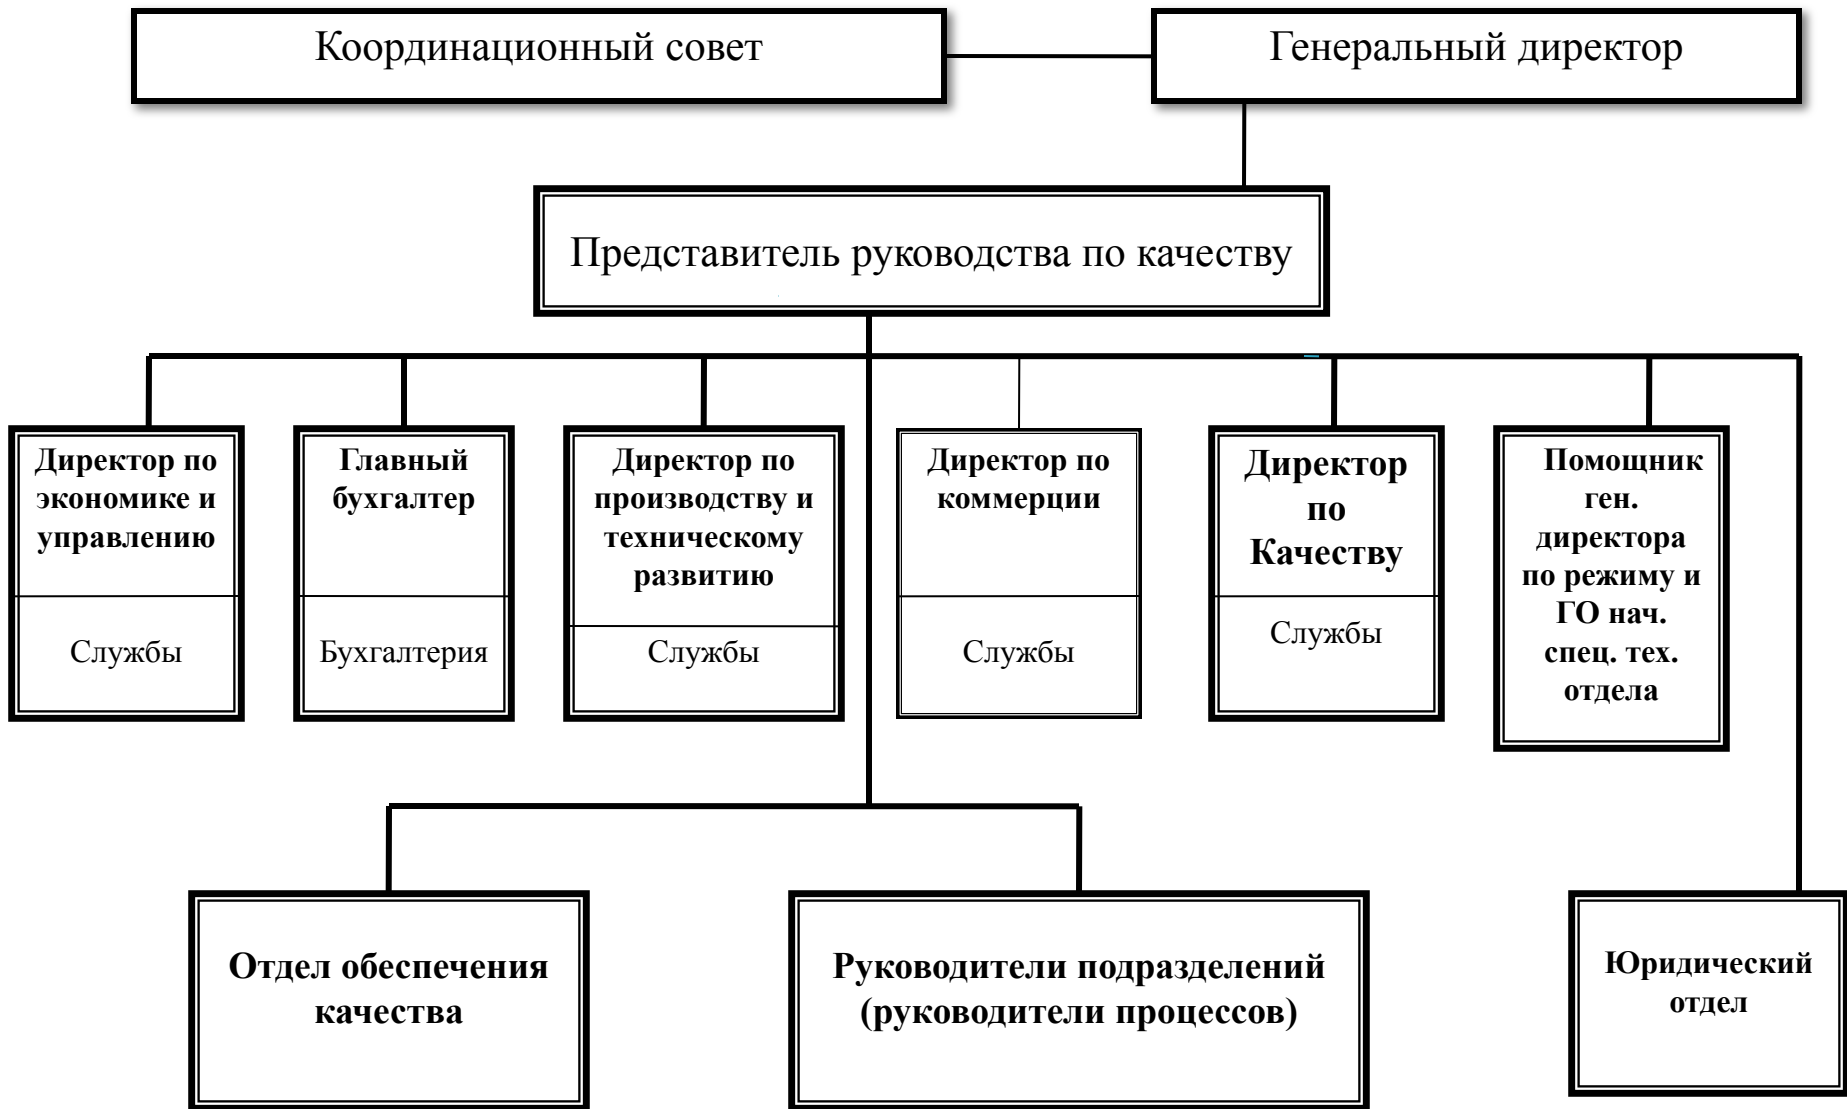 Координационный совет
Генеральный директор
Представитель руководства по качеству
Директор по
экономике и
управлению
Службы
Главный
бухгалтер
Бухгалтерия
Директор по
производству и
техническому
развитию
Службы
Директор по
коммерции
Службы
Директор
по
Качеству
Службы
Помощник
ген.
директора
по режиму и
ГО нач.
спец. тех.
отдела
Отдел обеспечения
качества
Руководители подразделений
(руководители процессов)
Юридический
отдел